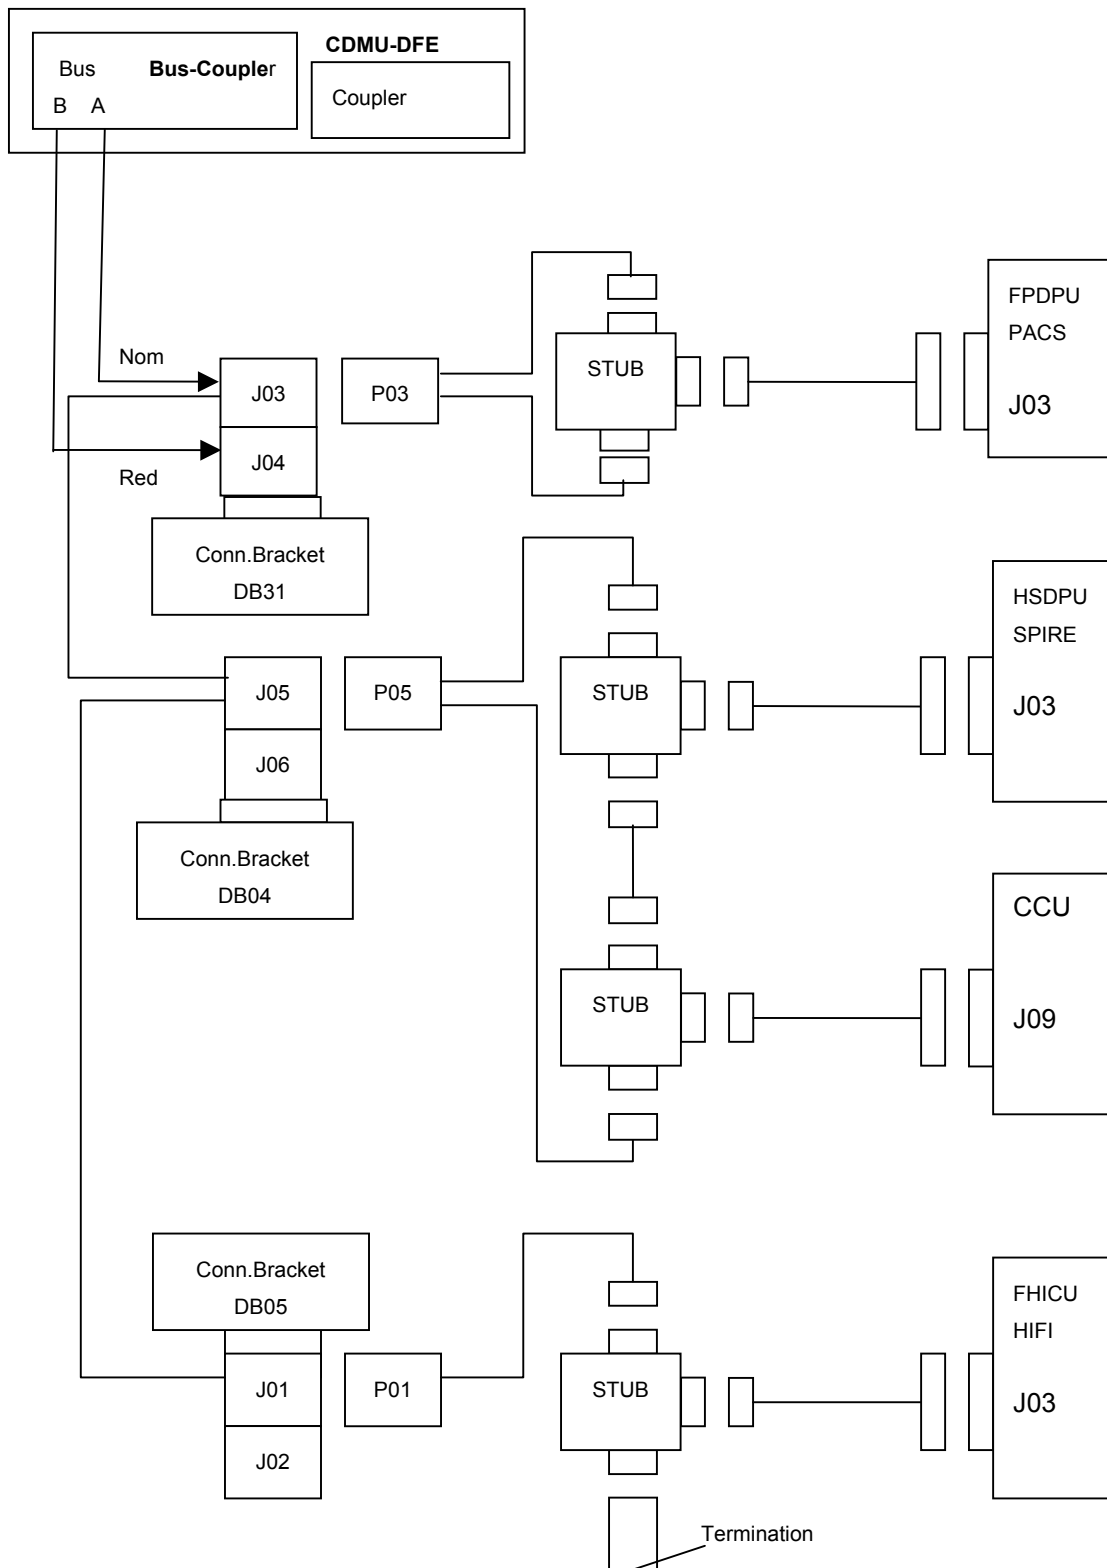 CDMU-DFE
Bus Bus-Coupler
B A
Coupler
Nom
Red
J03
J04
P03
STUB
FPDPU
PACS
J03
Conn.Bracket
DB31
J05
J06
P05
STUB
HSDPU
SPIRE
J03
Conn.Bracket
DB04
STUB
CCU
J09
Conn.Bracket
DB05
J01
J02
P01
STUB
FHICU
HIFI
J03
Termination